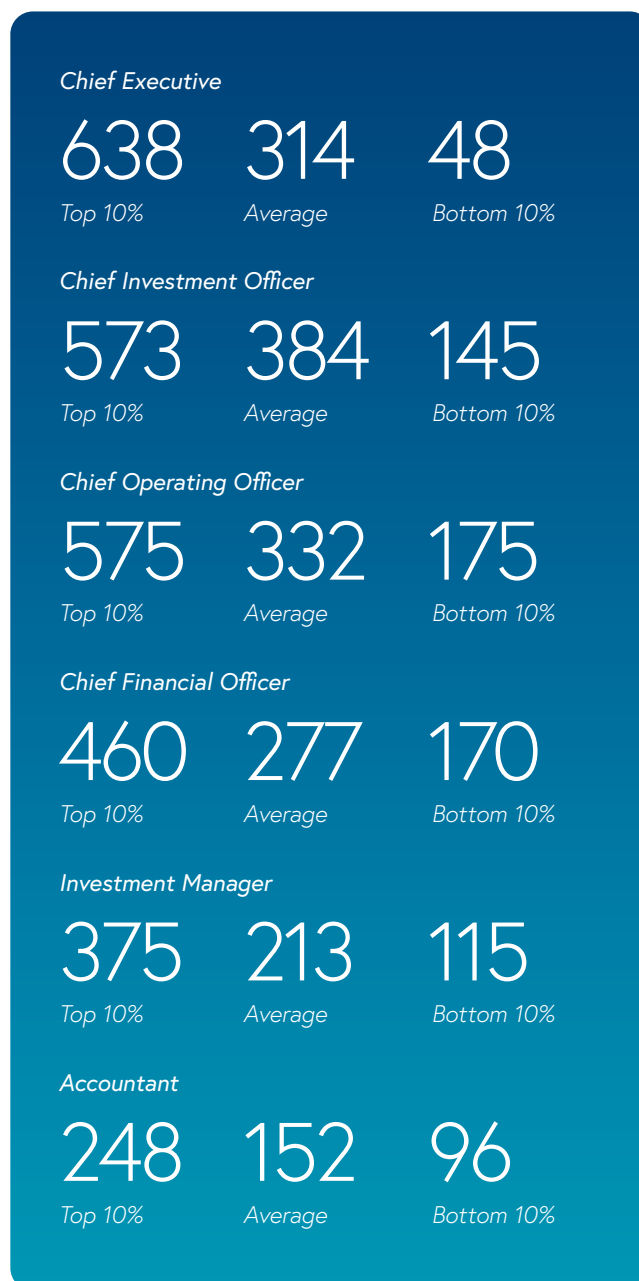 Chief Executive
638 314 48
Top 10% Average Bottom 10%
Chief Investment Officer
573 384 145
Top 10% Average Bottom 10%
Chief Operating Officer
575 332 175
Top 10% Average Bottom 10%
Chief Financial Officer
460 277 170
Top 10% Average Bottom 10%
Investment Manager
375 213 115
Top 10% Average Bottom 10%
Accountant
248 152 96
Top 10% Average Bottom 10%